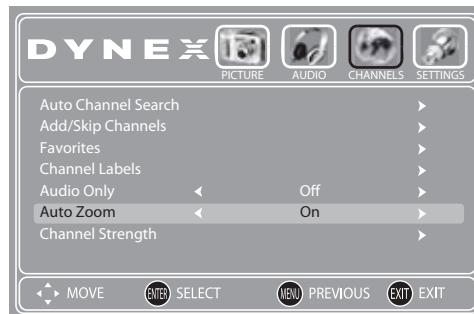 DYNEX
PICTURE AUDIO CHANNELS SETTINGS
Auto Channel Search
Add/Skip Channels
Favorites
Channel Labels
Audio Only Off
Auto Zoom On
Channel Strength
MOVE ENTER SELECT MENU PREVIOUS EXIT EXIT